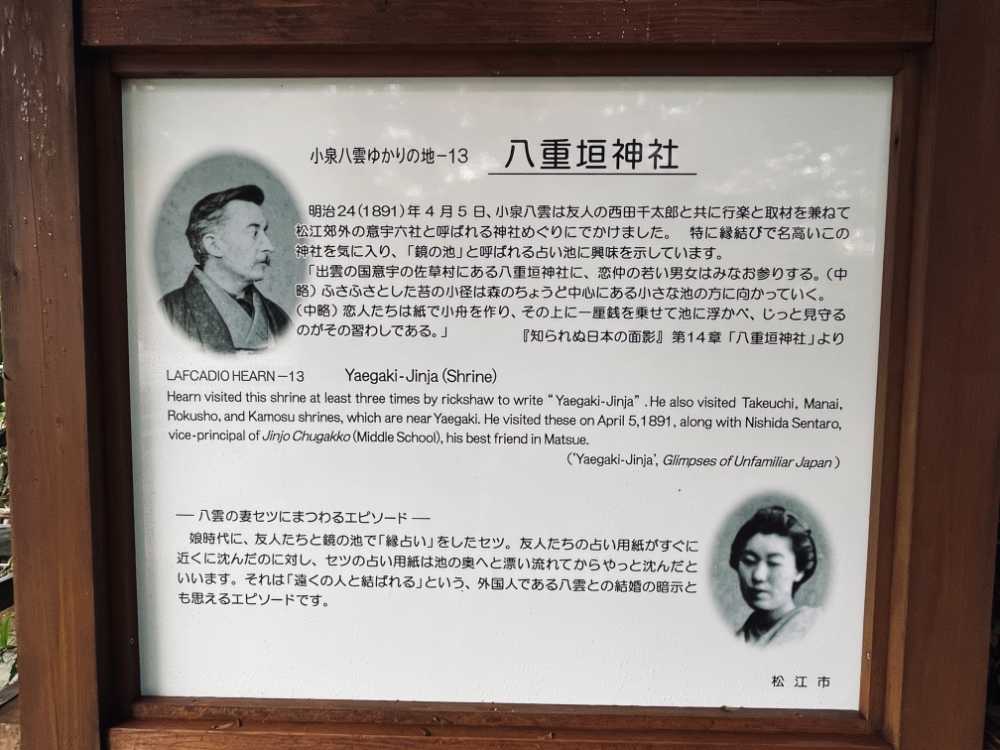 小泉八雲ゆかりの地−13　八重垣神社
明治24(1891)年4月5日、小泉八雲は友人の西田千太郎と共に行楽と取材を兼ねて
松江郊外の意宇六社と呼ばれる神社めぐりにでかけました。　特に縁結びで名高いこの
神社を気に入り、「鏡の池」と呼ばれる占い池に興味を示しています。
「出雲の国意宇の佐草村にある八重垣神社に、恋仲の若い男女はみなお参りする。（中
略）ふさふさとした苔の小径は森のちょうど中心にある小さな池の方に向かっていく。
（中略）恋人たちは紙で小舟を作り、その上に一厘銭を乗せて池に浮かべ、じっと見守る
のがその習わしである。」　『知られぬ日本の面影』第14章「八重垣神社」より
LAFCADIO HEARN−13　Yaegaki-Jinja (Shrine)
Hearn visited this shrine at least three times by rickshaw to write “Yaegaki-Jinja”. He also visited Takeuchi, Manai,
Rokusho, and Kamosu shrines, which are near Yaegaki. He visited these on April 5,1891, along with Nishida Sentaro,
vice-principal of Jinjo Chugakko (Middle School), his best friend in Matsue.
('Yaegaki-Jinja', Glimpses of Unfamiliar Japan)
― 八雲の妻セツにまつわるエピソード ―
娘時代に、友人たちと鏡の池で「縁占い」をしたセツ。友人たちの占い用紙がすぐに
近くに沈んだのに対し、セツの占い用紙は池の奥へと漂い流れてからやっと沈んだと
いいます。それは「遠くの人と結ばれる」という、外国人である八雲との結婚の暗示と
も思えるエピソードです。
松江市